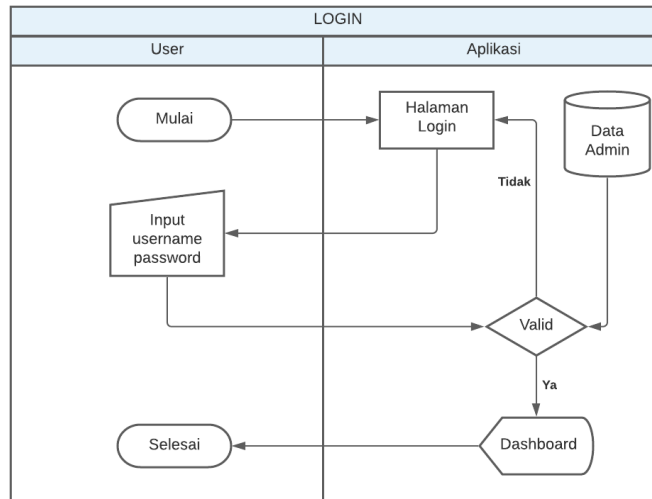 LOGIN
User
Aplikasi
Mulai
Halaman
Login
Data
Admin
Tidak
Input
username
password
Valid
Ya
Selesai
Dashboard